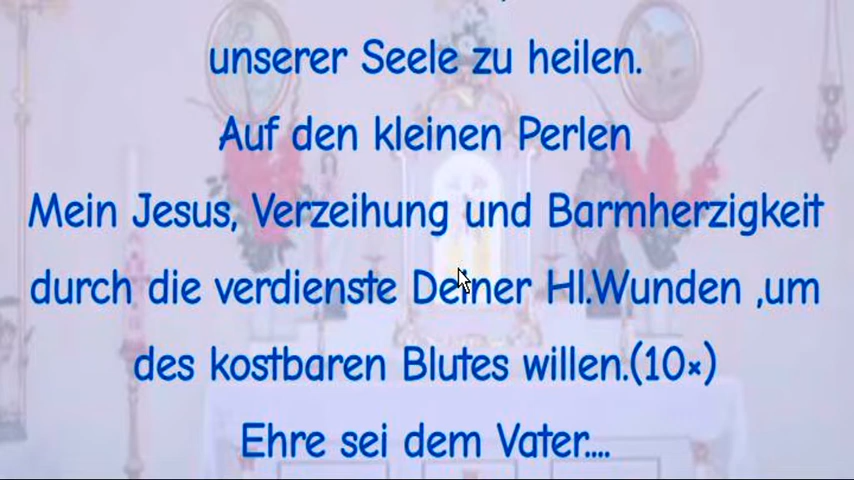 unserer Seele zu heilen.
Auf den kleinen Perlen
Mein Jesus, Verzeihung und Barmherzigkeit
durch die verdienste Deiner Hl.Wunden ,um
des kostbaren Blutes willen.(10×)
Ehre sei dem Vater....